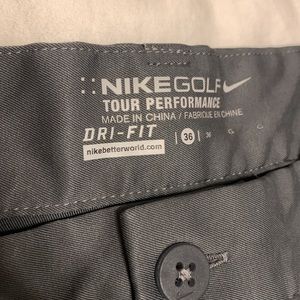 NIKEGOLF
TOUR PERFORMANCE
MADE IN CHINA / FABRIQUÉ EN CHINE
DRI-FIT
36
nikebetterworld.com